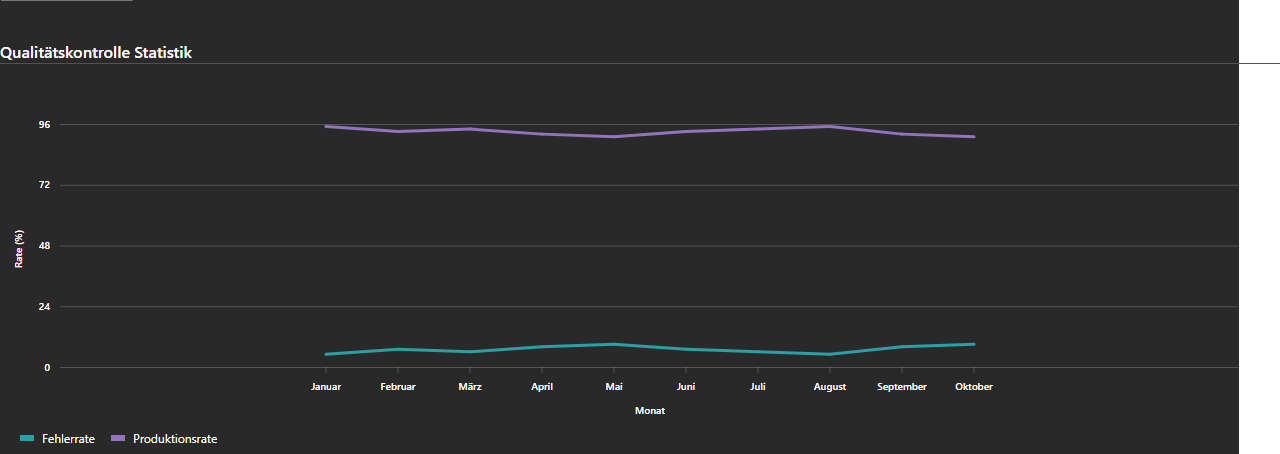 Qualitätskontrolle Statistik
96
72
48
24
0
Rate (%)
Januar Februar März April Mai Juni Juli August September Oktober
Monat
Fehlerrate Produktionsrate